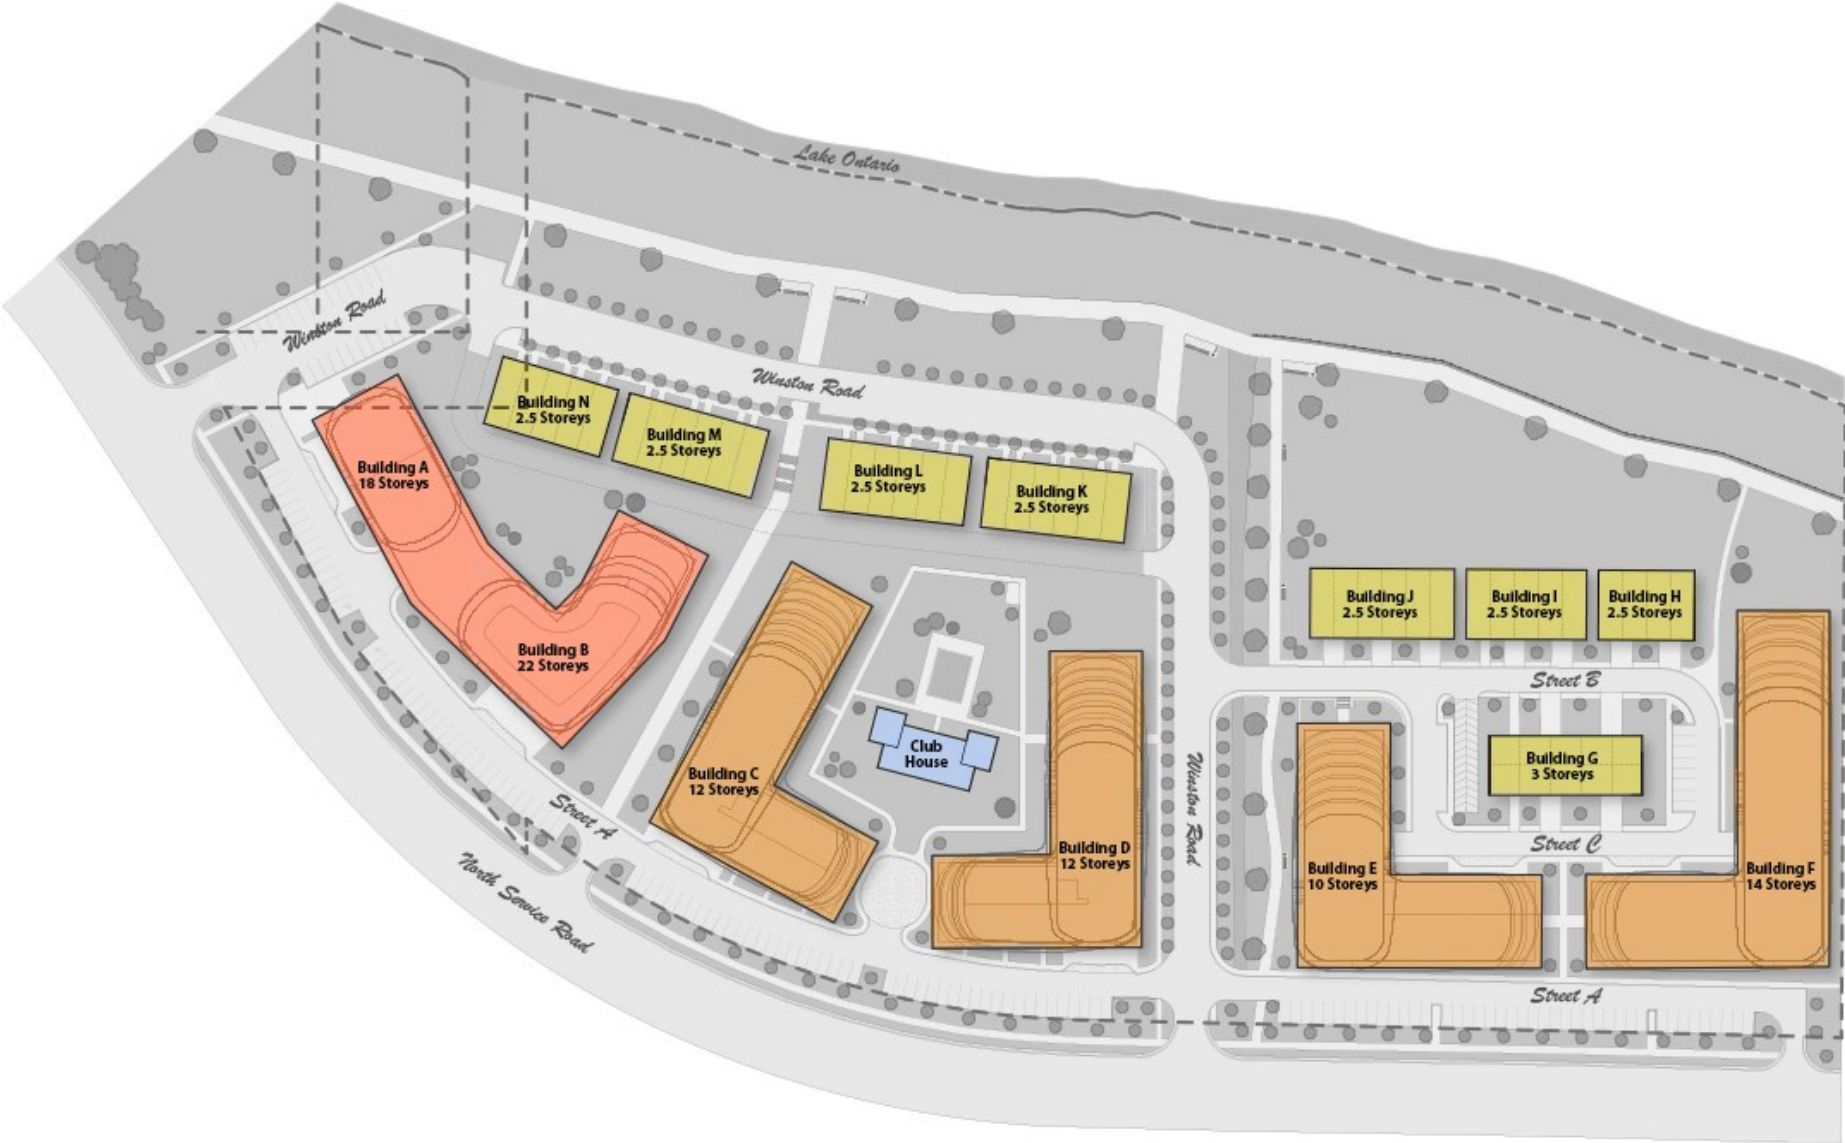 Lake Ontario
Winston Road
Winston Road
Building N
2.5 Storeys
Building M
2.5 Storeys
Building A
18 Storeys
Building L
2.5 Storeys
Building K
2.5 Storeys
Building J
2.5 Storeys
Building I
2.5 Storeys
Building H
2.5 Storeys
Building B
22 Storeys
Street B
Club
House
Building G
3 Storeys
Building C
12 Storeys
Winston Road
Street A
Street C
Building D
12 Storeys
Building E
10 Storeys
Building F
14 Storeys
North Service Road
Street A